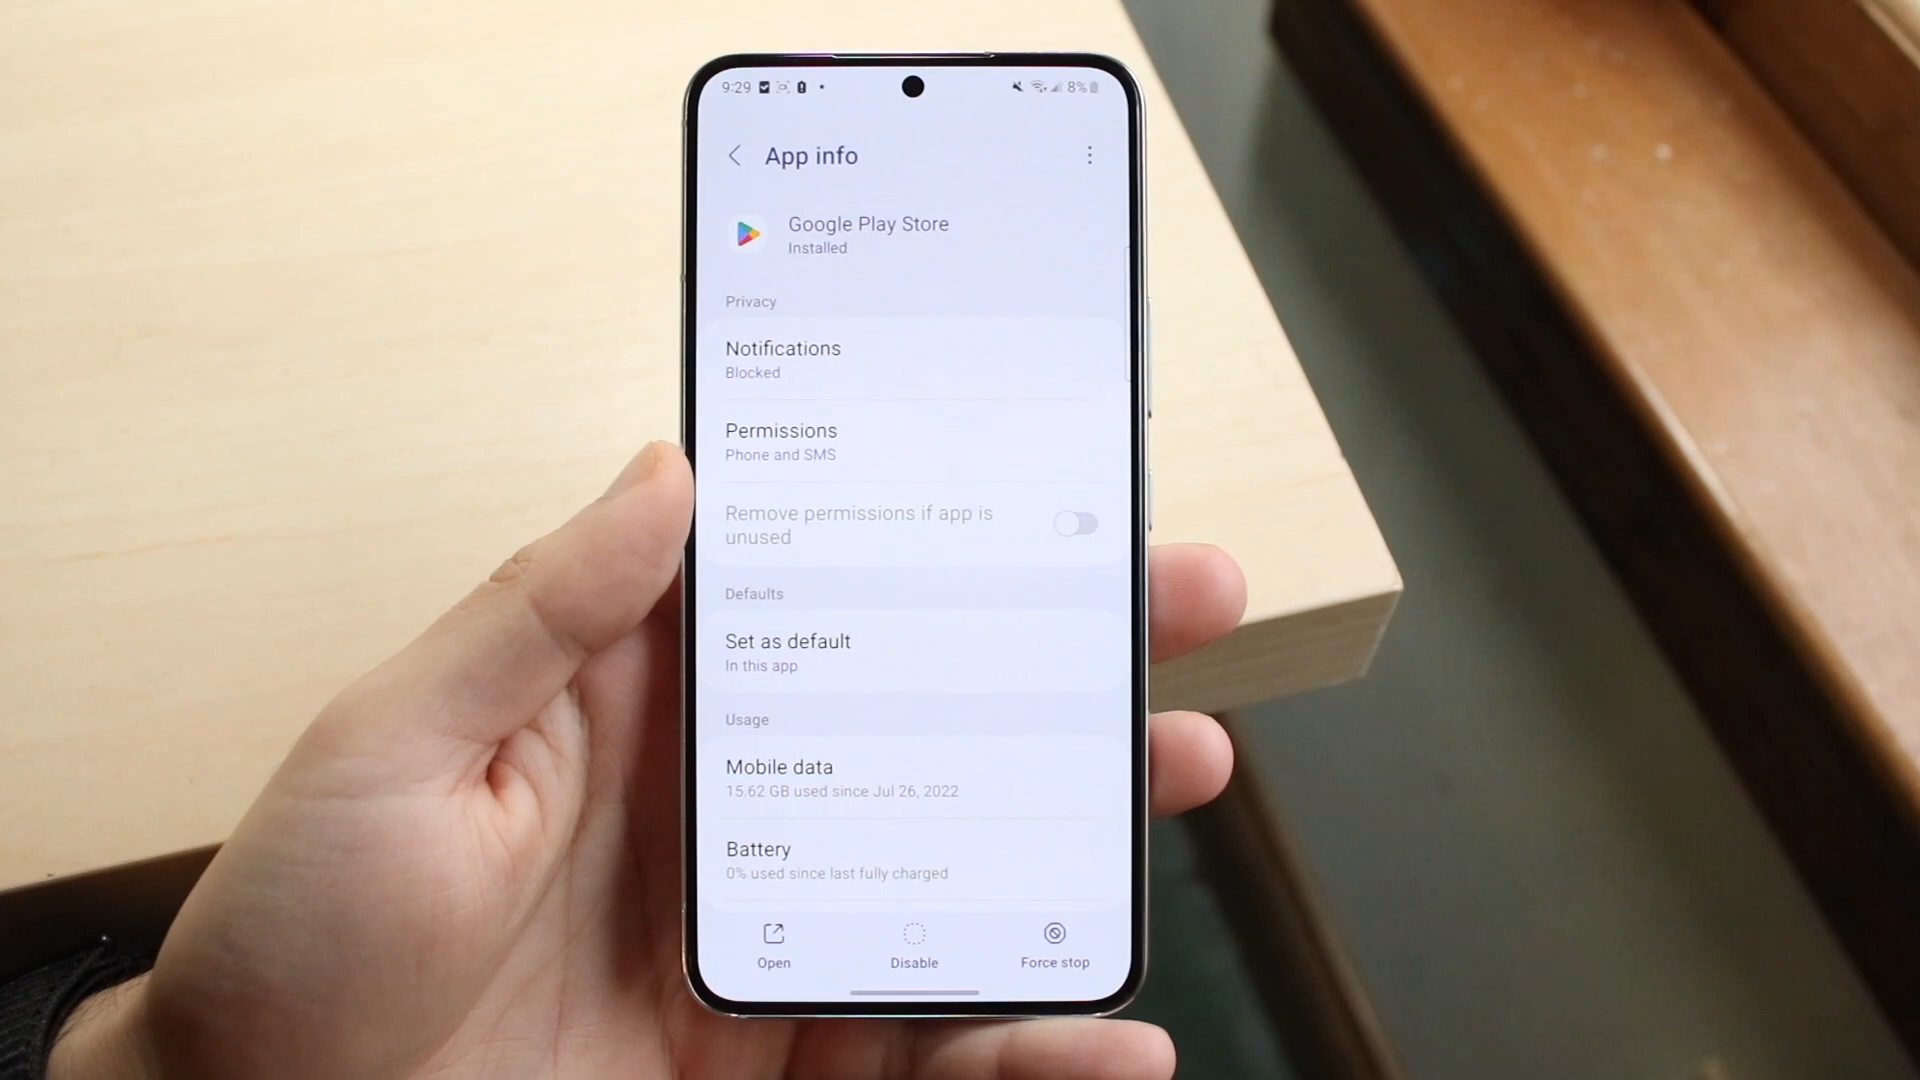 9:29 8%
App info
Google Play Store
Installed
Privacy
Notifications
Blocked
Permissions
Phone and SMS
Remove permissions if app is
unused
Defaults
Set as default
In this app
Usage
Mobile data
15.62 GB used since Jul 26, 2022
Battery
0% used since last fully charged
Open Disable Force stop